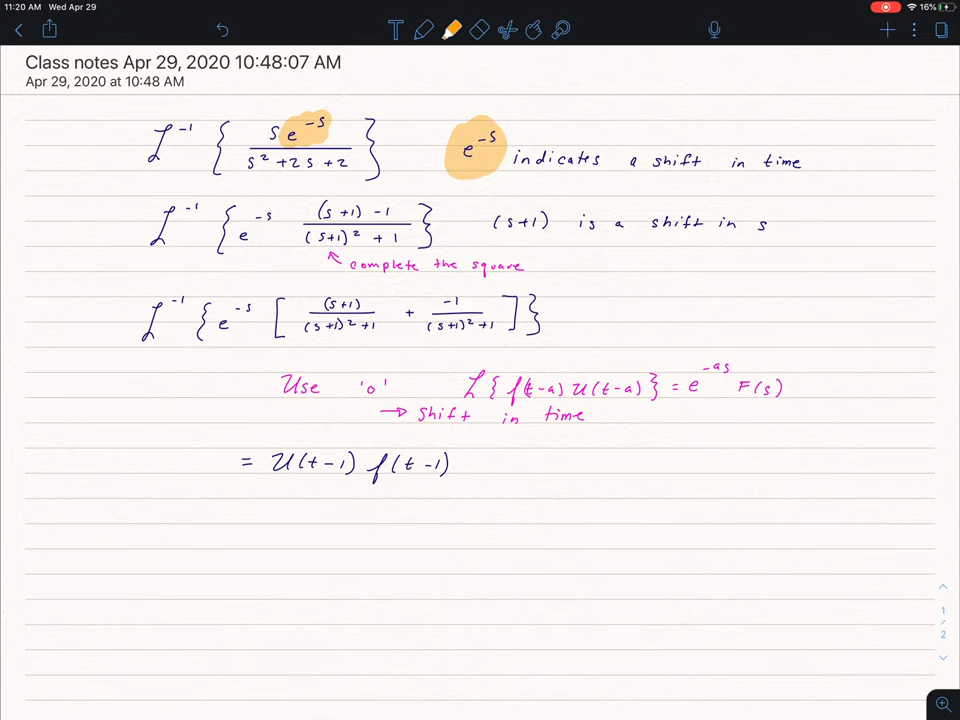 11:20 AM Wed Apr 29
16%
T
Class notes Apr 29, 2020 10:48:07 AM
Apr 29, 2020 at 10:48 AM
ℒ⁻¹ { s e^{-s} / (s² + 2s + 2) } e^{-s} indicates a shift in time
ℒ⁻¹ { e^{-s} ((s+1) - 1) / ((s+1)² + 1) } (s+1) is a shift in s
complete the square
ℒ⁻¹ { e^{-s} [ (s+1) / ((s+1)² + 1) + -1 / ((s+1)² + 1) ] }
Use 'o' ℒ{ f(t-a) U(t-a) } = e^{-as} F(s)
→ shift in time
= U(t-1) f(t-1)
1
/
2